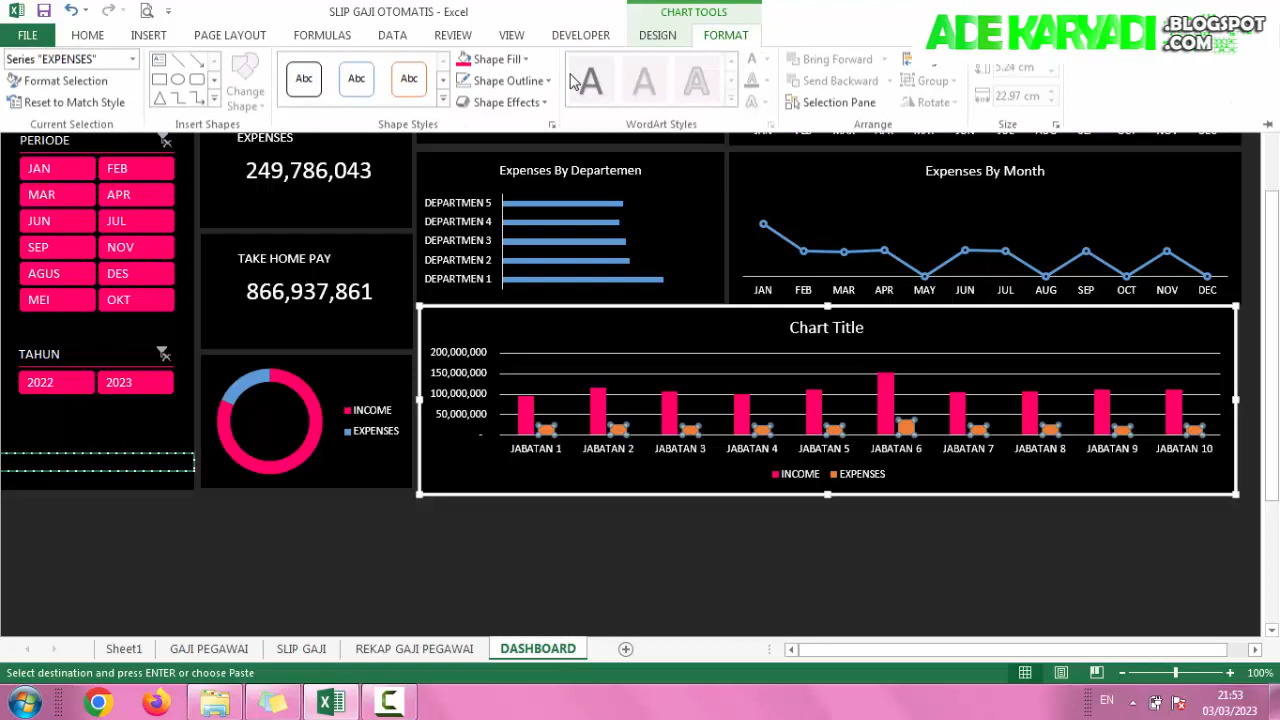 SLIP GAJI OTOMATIS - Excel
CHART TOOLS
ADE KARYADI .BLOGSPOT .COM
FILE HOME INSERT PAGE LAYOUT FORMULAS DATA REVIEW VIEW DEVELOPER DESIGN FORMAT
Series "EXPENSES"
Format Selection
Reset to Match Style
Current Selection
Change
Shape
Insert Shapes
Abc Abc Abc
Shape Styles
Shape Fill
Shape Outline
Shape Effects
A A A
WordArt Styles
Bring Forward
Send Backward
Selection Pane
Group
Rotate
Arrange
5.24 cm
22.97 cm
Size
PERIODE
JAN FEB
MAR APR
JUN JUL
SEP NOV
AGUS DES
MEI OKT
TAHUN
2022 2023
EXPENSES
249,786,043
TAKE HOME PAY
866,937,861
INCOME
EXPENSES
Expenses By Departemen
DEPARTMEN 5
DEPARTMEN 4
DEPARTMEN 3
DEPARTMEN 2
DEPARTMEN 1
Expenses By Month
JAN FEB MAR APR MAY JUN JUL AUG SEP OCT NOV DEC
Chart Title
200,000,000
150,000,000
100,000,000
50,000,000
-
JABATAN 1 JABATAN 2 JABATAN 3 JABATAN 4 JABATAN 5 JABATAN 6 JABATAN 7 JABATAN 8 JABATAN 9 JABATAN 10
INCOME EXPENSES
Sheet1 GAJI PEGAWAI SLIP GAJI REKAP GAJI PEGAWAI DASHBOARD
Select destination and press ENTER or choose Paste
100%
EN
21:53
03/03/2023